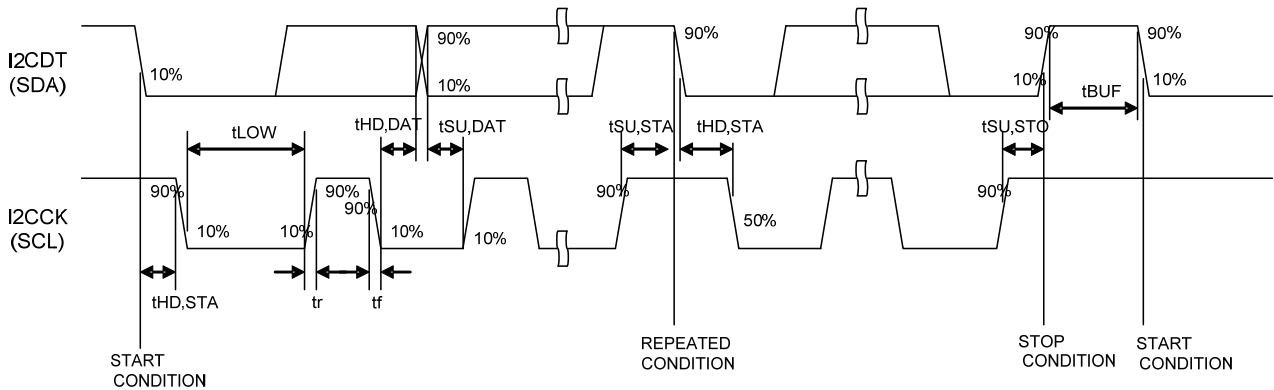 I2CDT
(SDA)
10%
90%
10%
90%
90%
10%
90%
10%
tBUF
tLOW
tHD,DAT
tSU,DAT
tSU,STA
tHD,STA
tSU,STO
I2CCK
(SCL)
90%
10%
10%
90%
90%
10%
10%
90%
50%
90%
tHD,STA
tr
tf
START
CONDITION
REPEATED
CONDITION
STOP
CONDITION
START
CONDITION